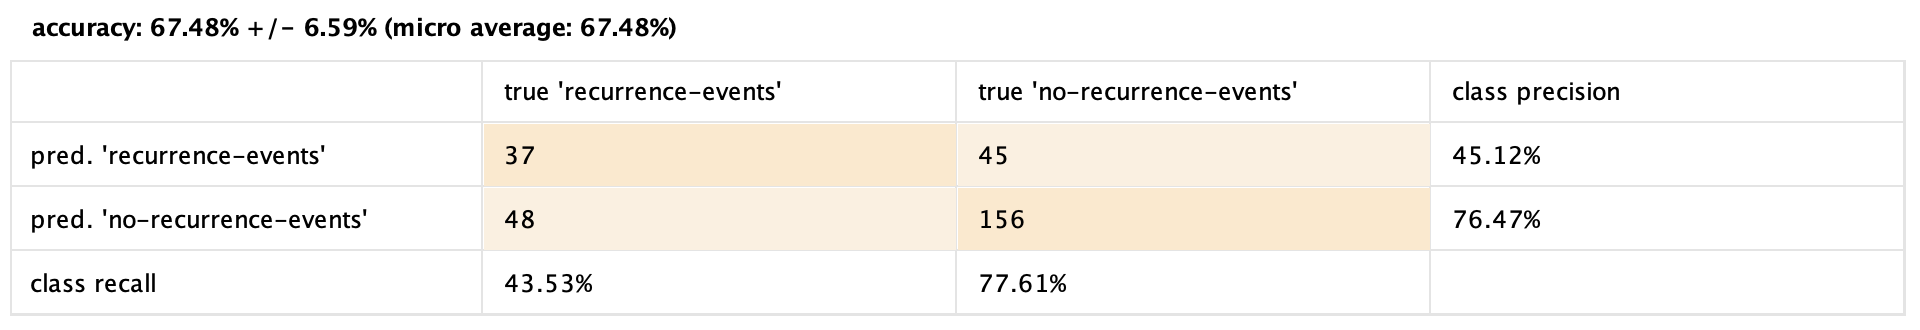 accuracy: 67.48% +/- 6.59% (micro average: 67.48%)
true 'recurrence-events' true 'no-recurrence-events' class precision
pred. 'recurrence-events' 37 45 45.12%
pred. 'no-recurrence-events' 48 156 76.47%
class recall 43.53% 77.61%